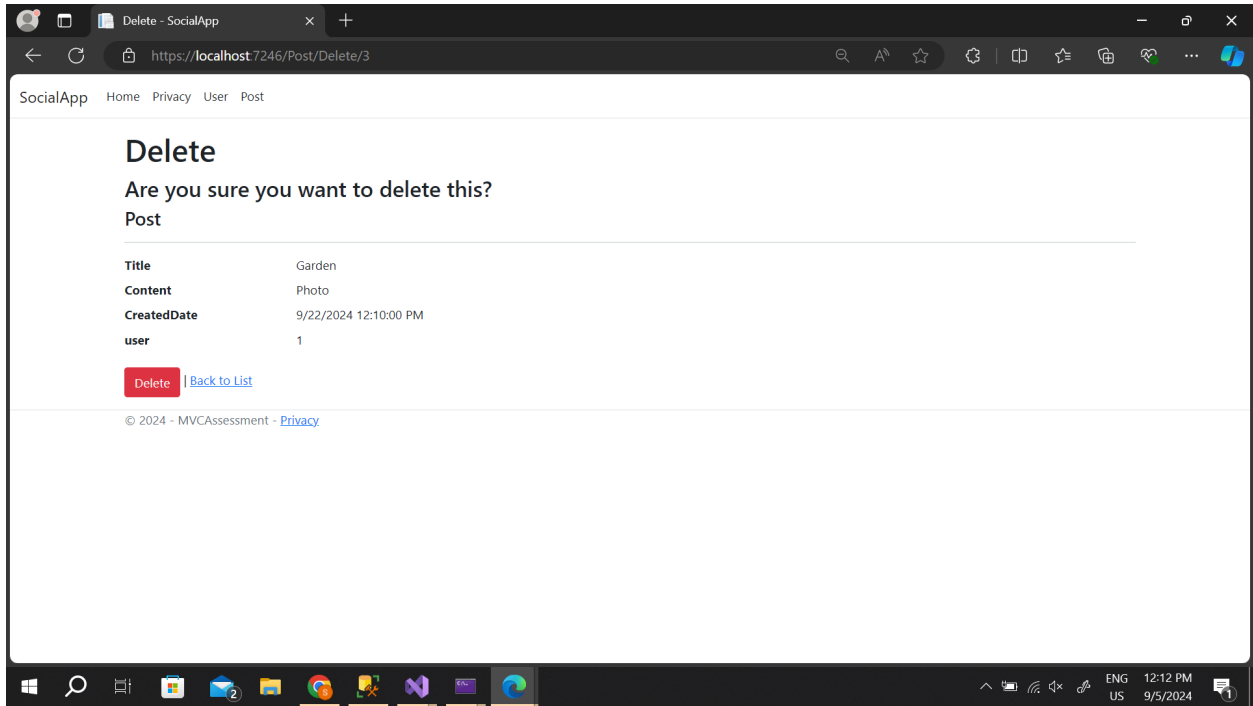 Delete - SocialApp
https://localhost:7246/Post/Delete/3
SocialApp Home Privacy User Post
Delete
Are you sure you want to delete this?
Post
Title Garden
Content Photo
CreatedDate 9/22/2024 12:10:00 PM
user 1
Delete | Back to List
© 2024 - MVCAssessment - Privacy
2
ENG 12:12 PM
US 9/5/2024
1